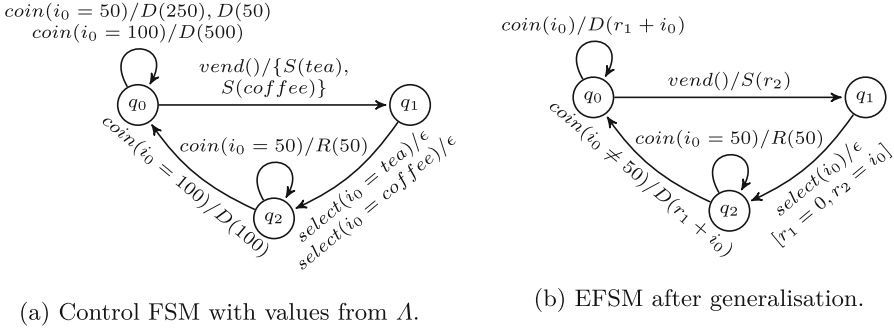 coin(i₀ = 50)/D(250), D(50)
coin(i₀ = 100)/D(500)
vend()/{S(tea),
S(coffee)}
q₀
q₁
coin(i₀ = 50)/R(50)
coin(i₀ = 100)/D(100)
q₂
select(i₀ = tea)/ϵ
select(i₀ = coffee)/ϵ
(a) Control FSM with values from Λ.
coin(i₀)/D(r₁ + i₀)
vend()/S(r₂)
q₀
q₁
coin(i₀ = 50)/R(50)
coin(i₀ ≠ 50)/D(r₁ + i₀)
q₂
select(i₀)/ϵ
[r₁ = 0, r₂ = i₀]
(b) EFSM after generalisation.